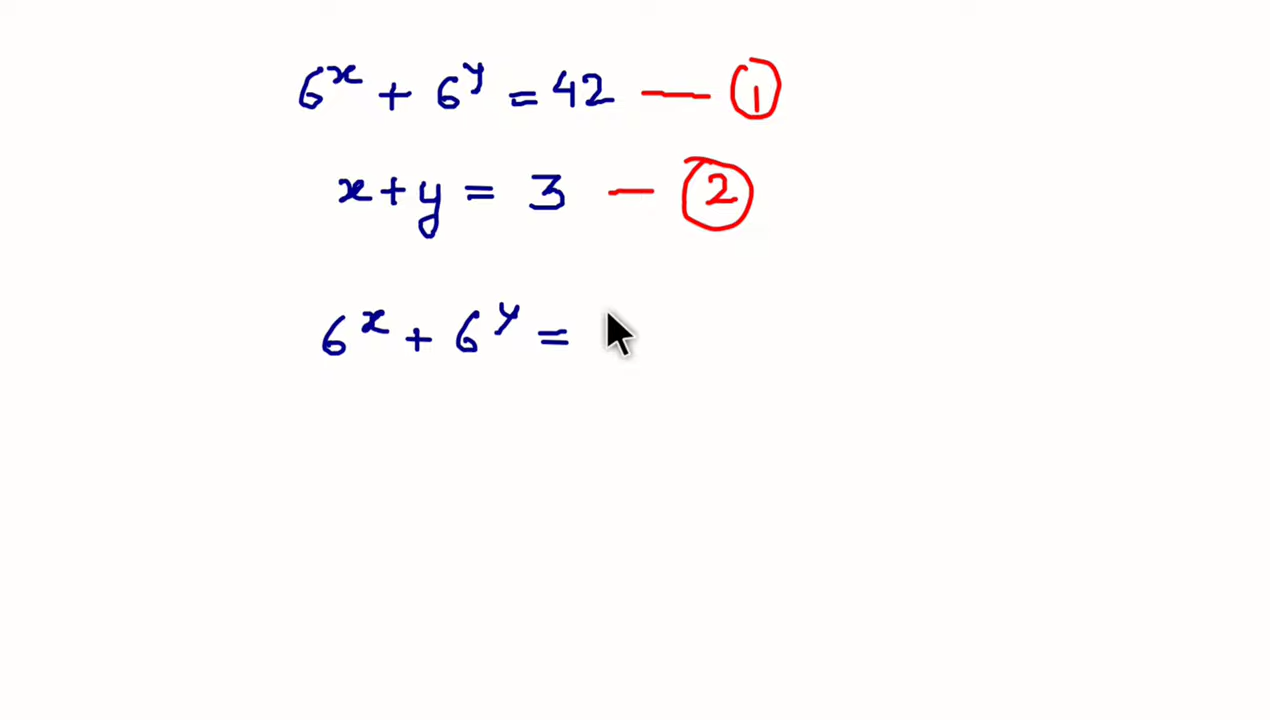 6^x + 6^y = 42 — ①
x + y = 3 — ②
6^x + 6^y =